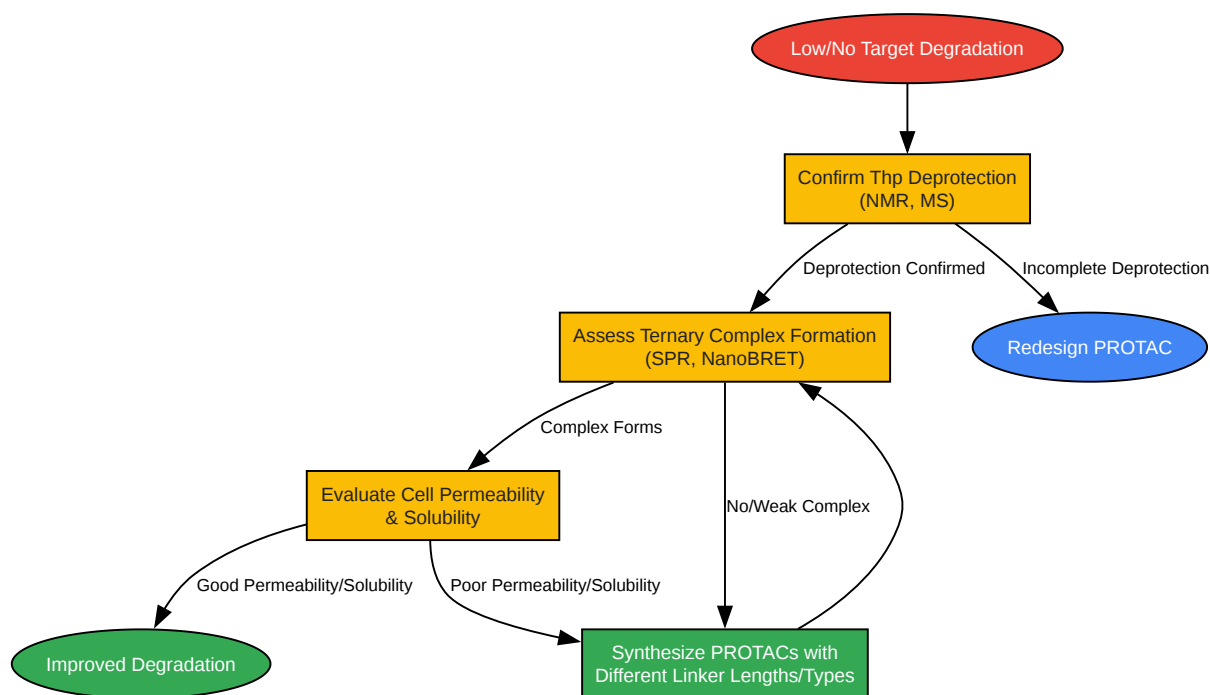 Low/No Target Degradation
Confirm Thp Deprotection
(NMR, MS)
Deprotection Confirmed
Incomplete Deprotection
Assess Ternary Complex Formation
(SPR, NanoBRET)
Redesign PROTAC
Complex Forms
Evaluate Cell Permeability
& Solubility
No/Weak Complex
Good Permeability/Solubility
Poor Permeability/Solubility
Improved Degradation
Synthesize PROTACs with
Different Linker Lengths/Types